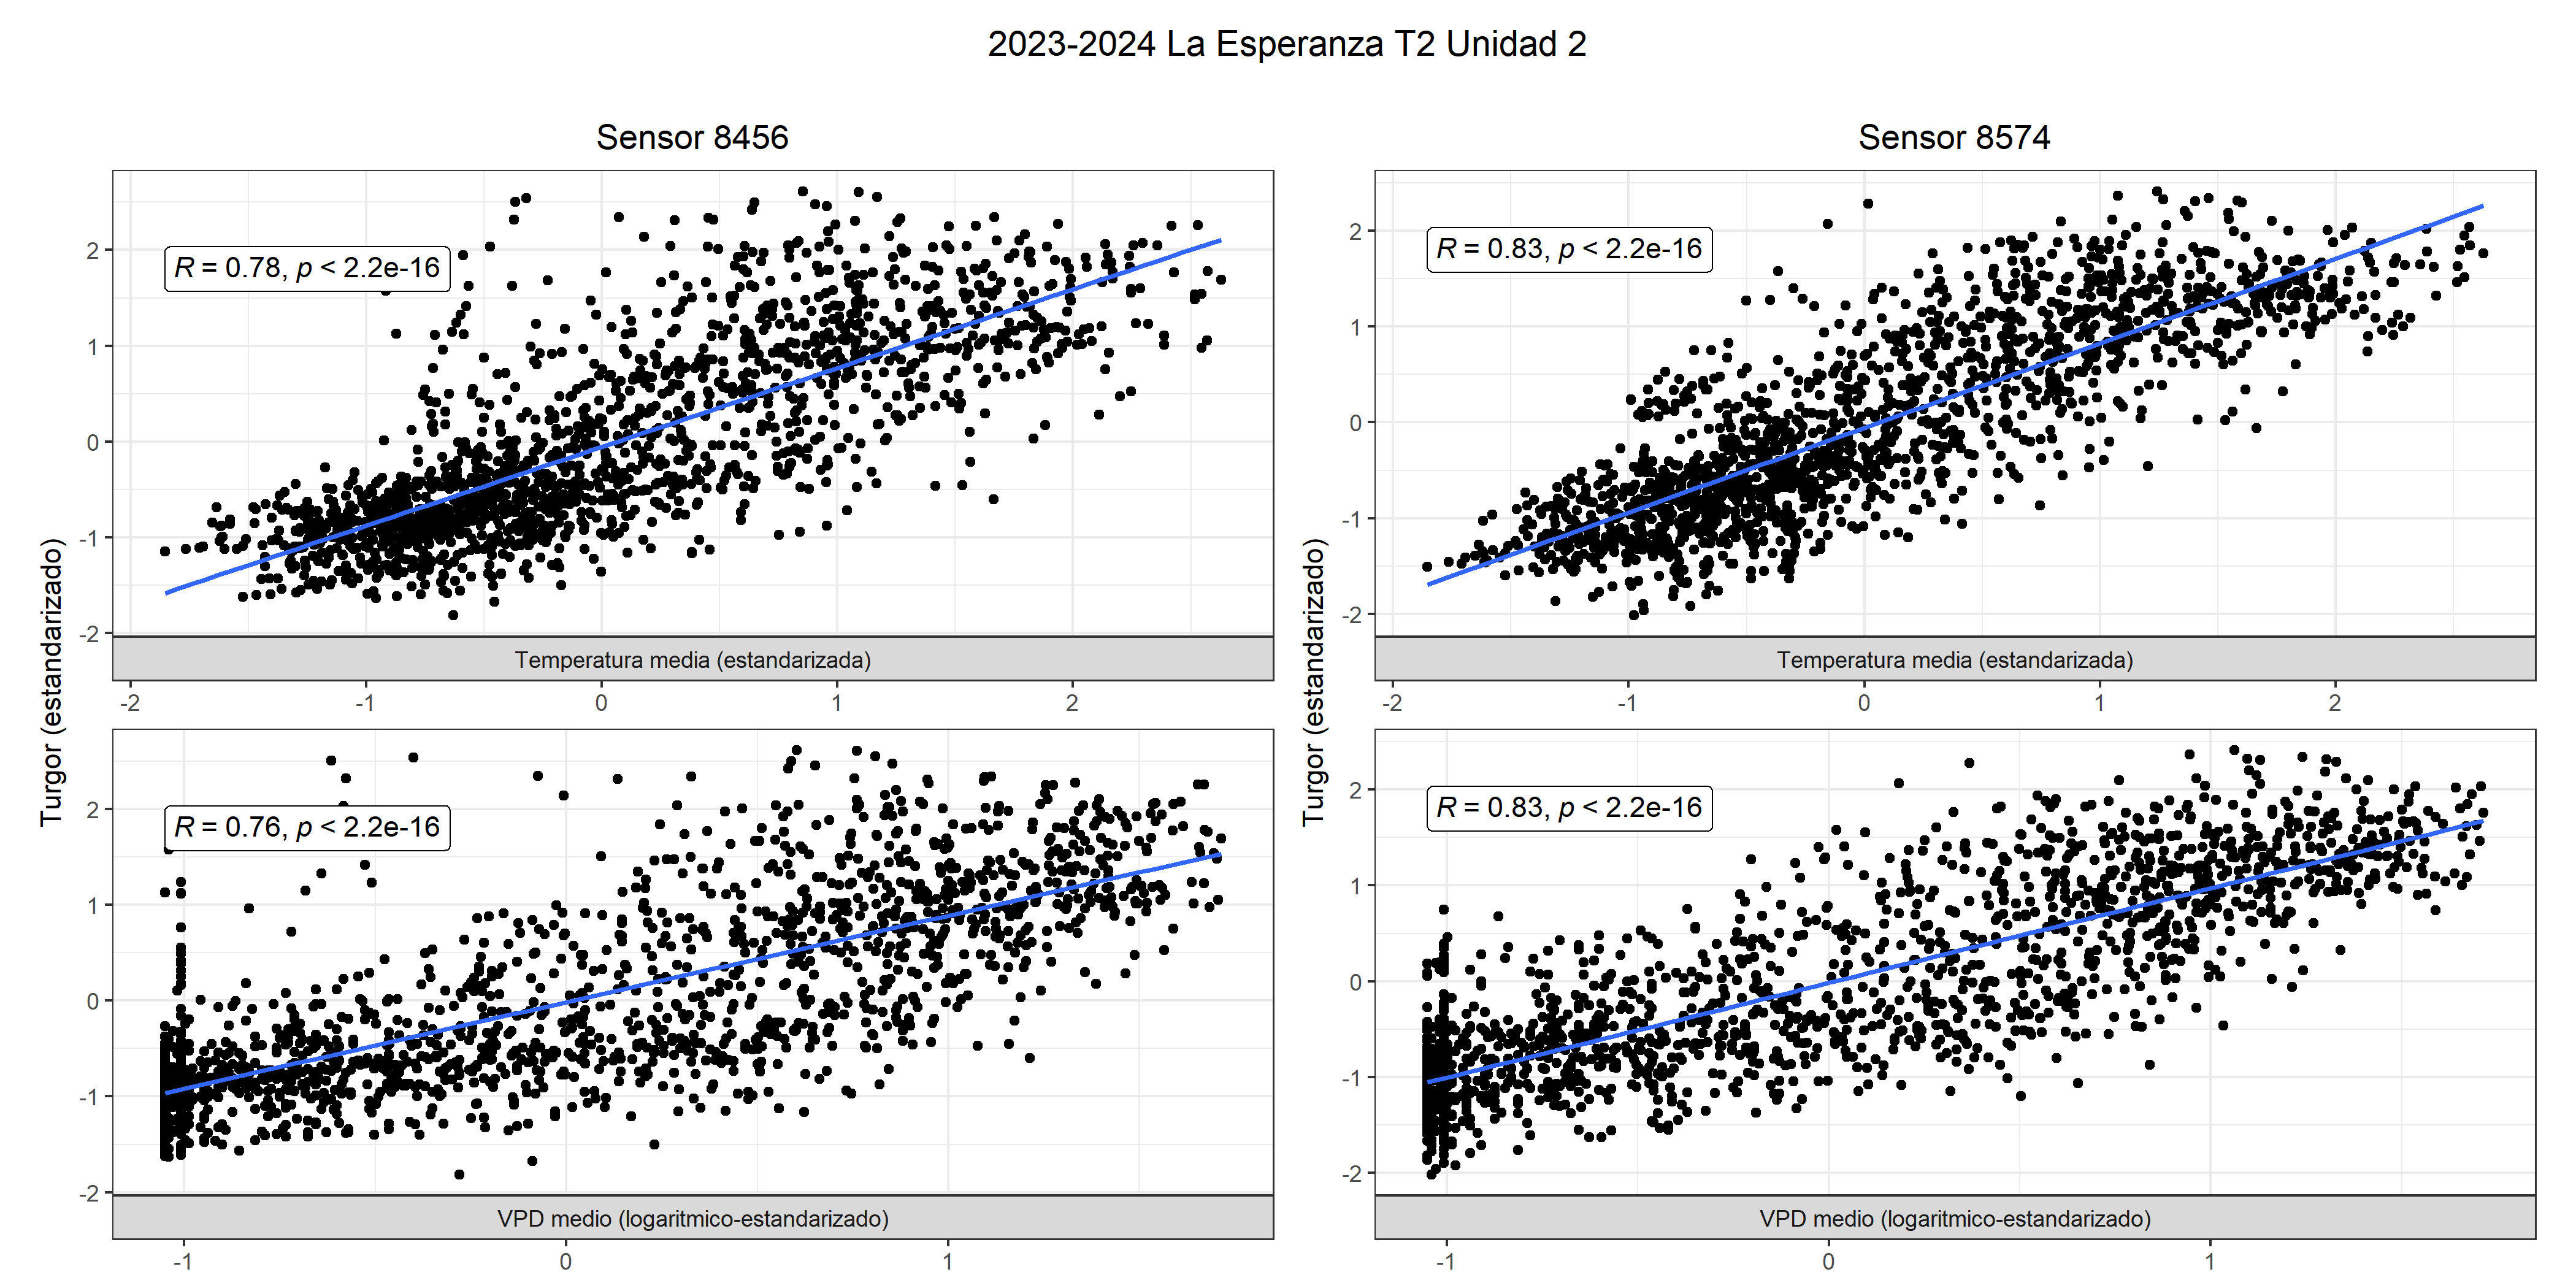 2023-2024 La Esperanza T2 Unidad 2
Sensor 8456
Sensor 8574
Turgor (estandarizado)
2
1
0
-1
-2
R = 0.78, p < 2.2e-16
Temperatura media (estandarizada)
-2 -1 0 1 2
2
1
0
-1
-2
R = 0.76, p < 2.2e-16
VPD medio (logaritmico-estandarizado)
-1 0 1
Turgor (estandarizado)
2
1
0
-1
-2
R = 0.83, p < 2.2e-16
Temperatura media (estandarizada)
-2 -1 0 1 2
2
1
0
-1
-2
R = 0.83, p < 2.2e-16
VPD medio (logaritmico-estandarizado)
-1 0 1